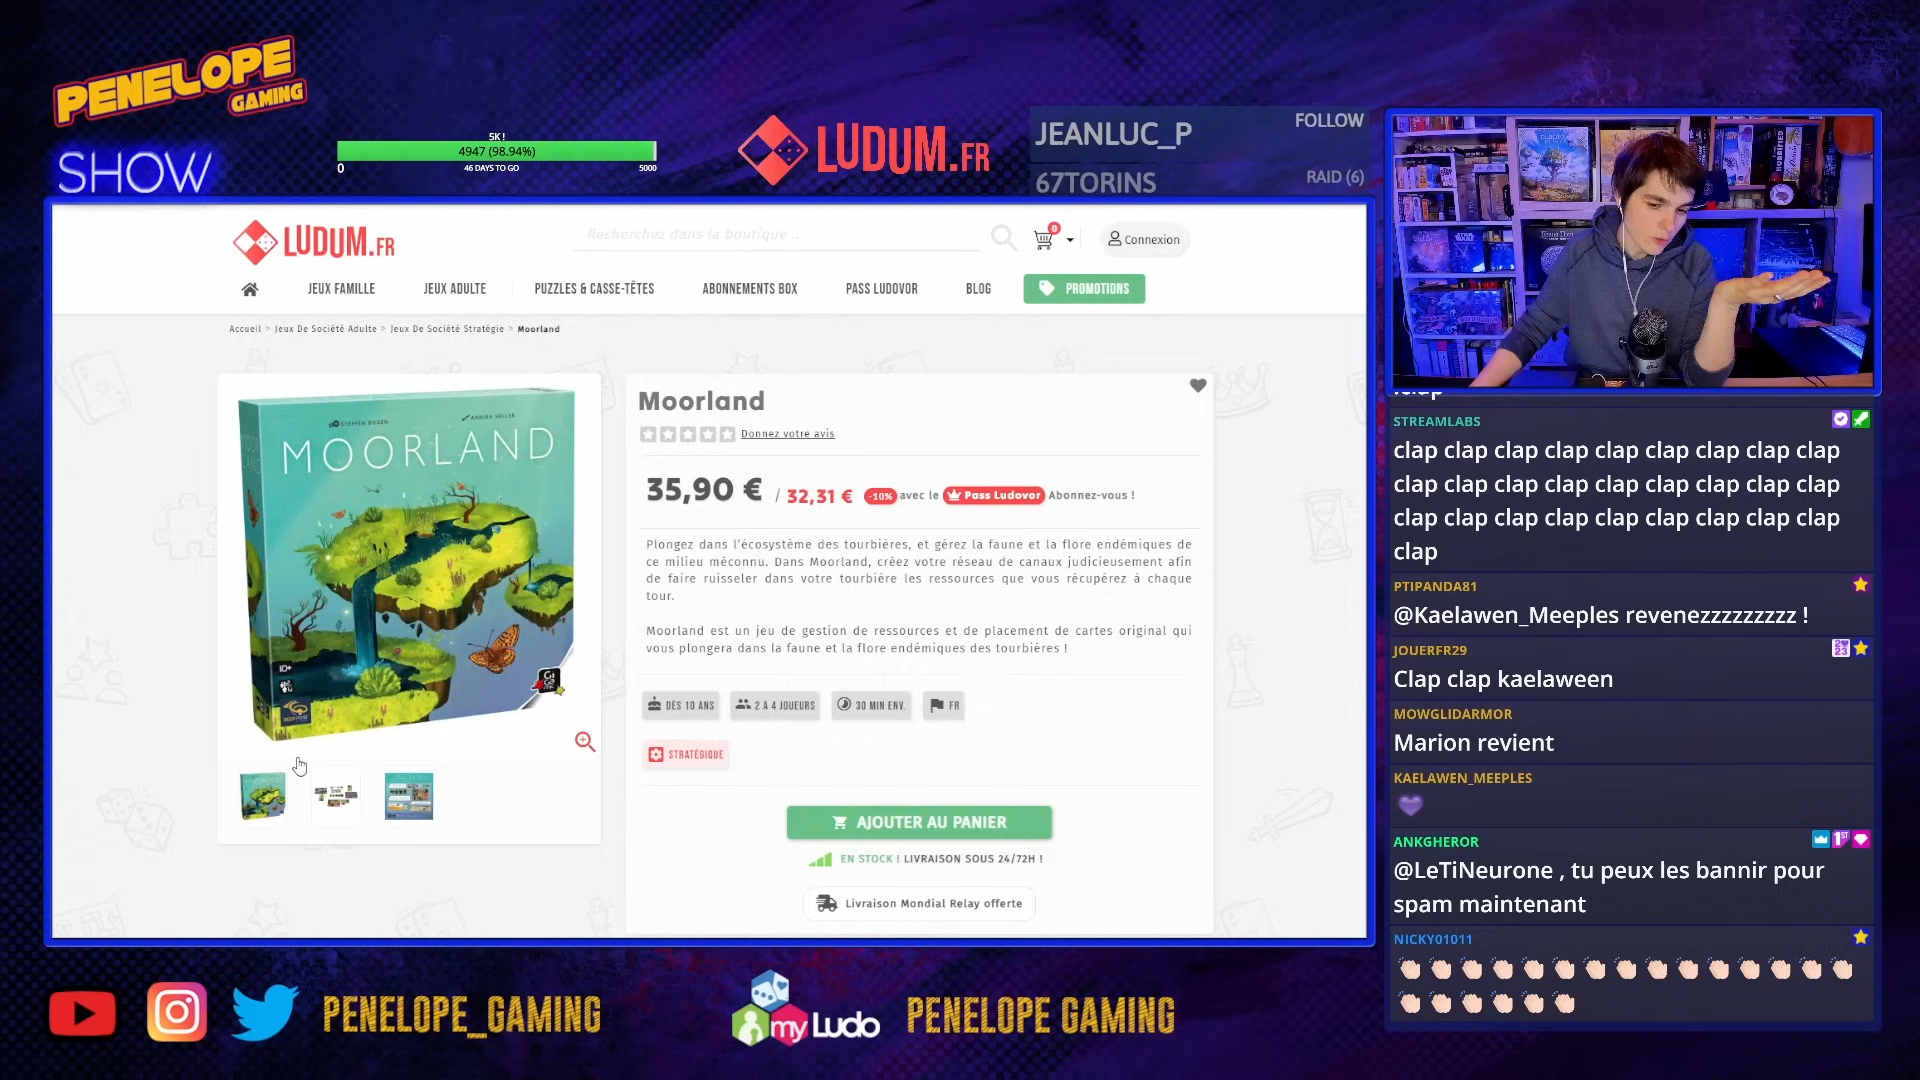 PENELOPE
GAMING
SHOW
5K !
4947 (98.94%)
0
46 DAYS TO GO
5000
LUDUM.FR
JEANLUC_P
FOLLOW
67TORINS
RAID (6)
LUDUM.FR
Recherchez dans la boutique ..
0
Connexion
JEUX FAMILLE
JEUX ADULTE
PUZZLES & CASSE-TÊTES
ABONNEMENTS BOX
PASS LUDOVOR
BLOG
PROMOTIONS
Accueil > Jeux De Société Adulte > Jeux De Société Stratégie > Moorland
STEFFEN BOGEN
ANNIKA HELLER
MOORLAND
10+
Moorland
Donnez votre avis
35,90 € / 32,31 € -10% avec le Pass Ludovor Abonnez-vous !
Plongez dans l'écosystème des tourbières, et gérez la faune et la flore endémiques de
ce milieu méconnu. Dans Moorland, créez votre réseau de canaux judicieusement afin
de faire ruisseler dans votre tourbière les ressources que vous récupérez à chaque
tour.
Moorland est un jeu de gestion de ressources et de placement de cartes original qui
vous plongera dans la faune et la flore endémiques des tourbières !
DÈS 10 ANS
2 À 4 JOUEURS
30 MIN ENV.
FR
STRATÉGIQUE
AJOUTER AU PANIER
EN STOCK ! LIVRAISON SOUS 24/72H !
Livraison Mondial Relay offerte
STREAMLABS
clap clap clap clap clap clap clap clap clap
clap clap clap clap clap clap clap clap clap
clap clap clap clap clap clap clap clap clap
clap
PTIPANDA81
@Kaelawen_Meeples revenezzzzzzzzz !
JOUERFR29
Clap clap kaelaween
MOWGLIDARMOR
Marion revient
KAELAWEN_MEEPLES
ANKGHEROR
1ST
@LeTiNeurone , tu peux les bannir pour
spam maintenant
NICKY01011
PENELOPE_GAMING
myLudo
PENELOPE GAMING